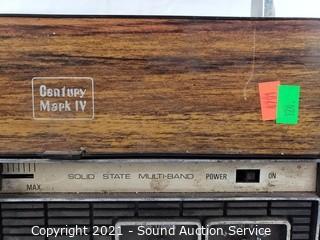 Century
Mark IV
SOLID STATE MULTI-BAND POWER ON
MAX
Copyright 2021 - Sound Auction Service